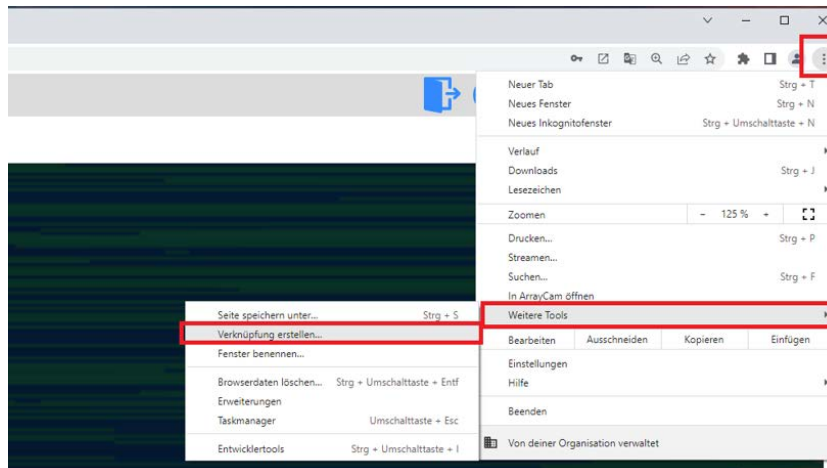 Neuer Tab Strg + T
Neues Fenster Strg + N
Neues Inkognitofenster Strg + Umschalttaste + N
Verlauf
Downloads Strg + J
Lesezeichen
Zoomen - 125 % +
Drucken... Strg + P
Streamen...
Suchen... Strg + F
In ArrayCam öffnen
Weitere Tools
Bearbeiten Ausschneiden Kopieren Einfügen
Einstellungen
Hilfe
Beenden
Von deiner Organisation verwaltet
Seite speichern unter... Strg + S
Verknüpfung erstellen...
Fenster benennen...
Browserdaten löschen... Strg + Umschalttaste + Entf
Erweiterungen
Taskmanager Umschalttaste + Esc
Entwicklertools Strg + Umschalttaste + I